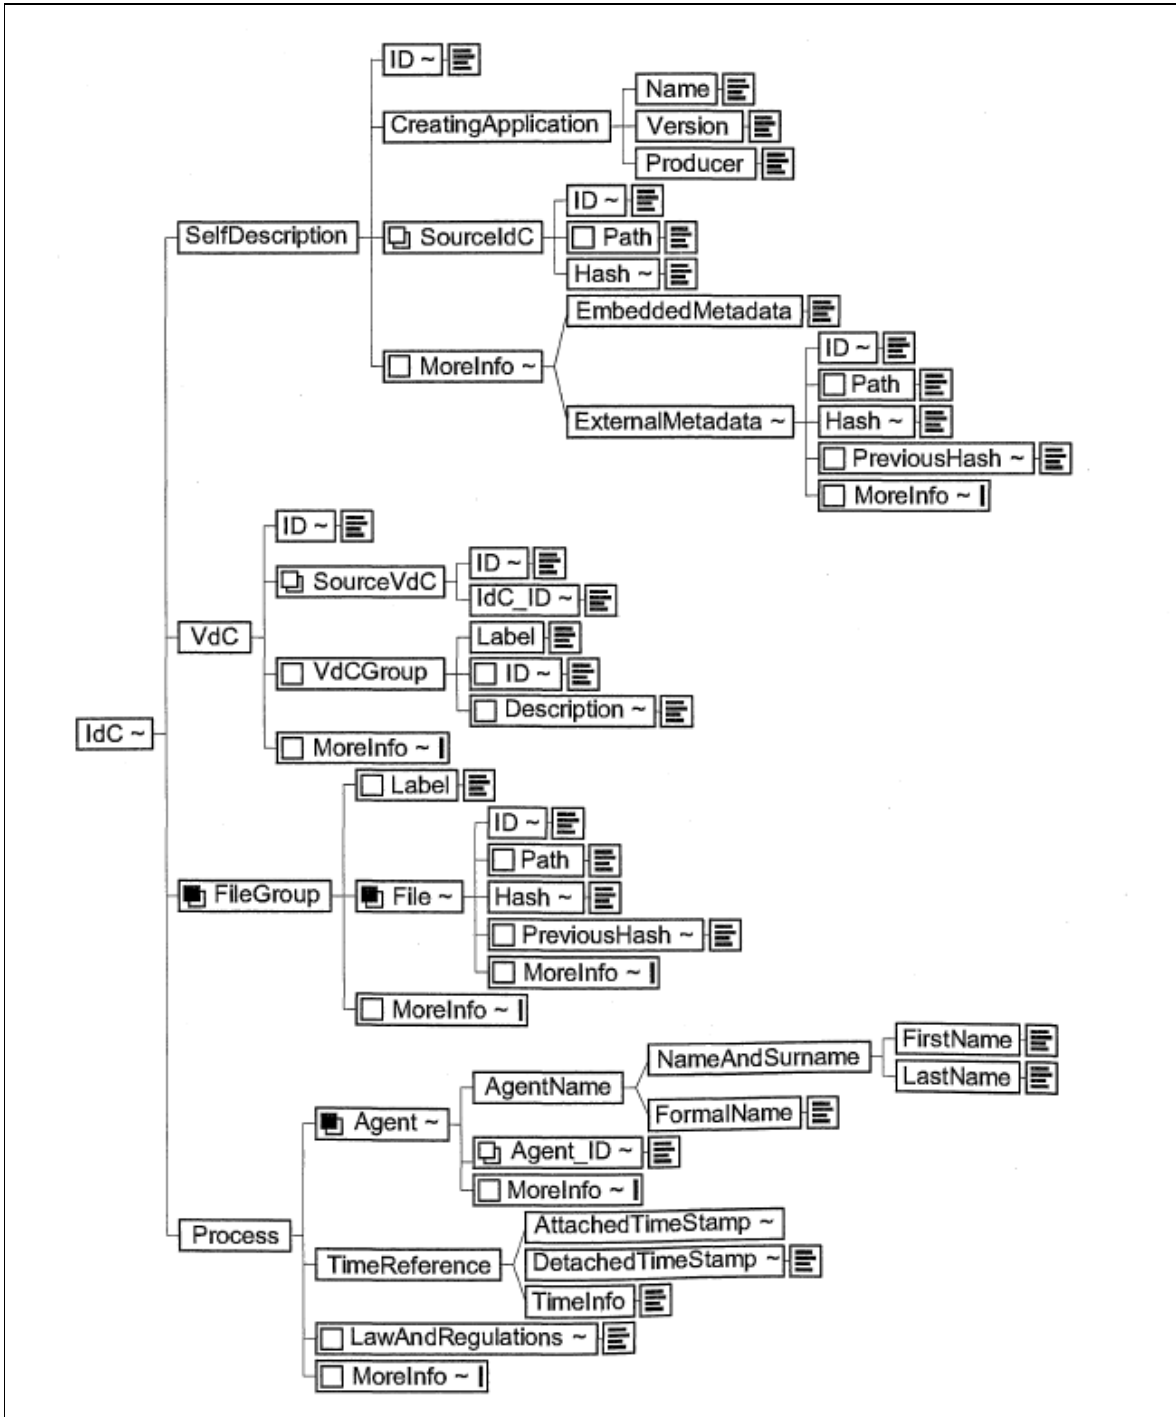 ID ~
Name
CreatingApplication
Version
Producer
ID ~
SelfDescription
SourceIdC
Path
Hash ~
EmbeddedMetadata
ID ~
MoreInfo ~
Path
ExternalMetadata ~
Hash ~
PreviousHash ~
MoreInfo ~
ID ~
SourceVdC
ID ~
IdC_ID ~
VdC
Label
VdCGroup
ID ~
Description ~
IdC ~
MoreInfo ~
Label
ID ~
Path
FileGroup
File ~
Hash ~
PreviousHash ~
MoreInfo ~
MoreInfo ~
FirstName
NameAndSurname
LastName
AgentName
FormalName
Agent ~
Agent_ID ~
MoreInfo ~
Process
AttachedTimeStamp ~
TimeReference
DetachedTimeStamp ~
TimeInfo
LawAndRegulations ~
MoreInfo ~